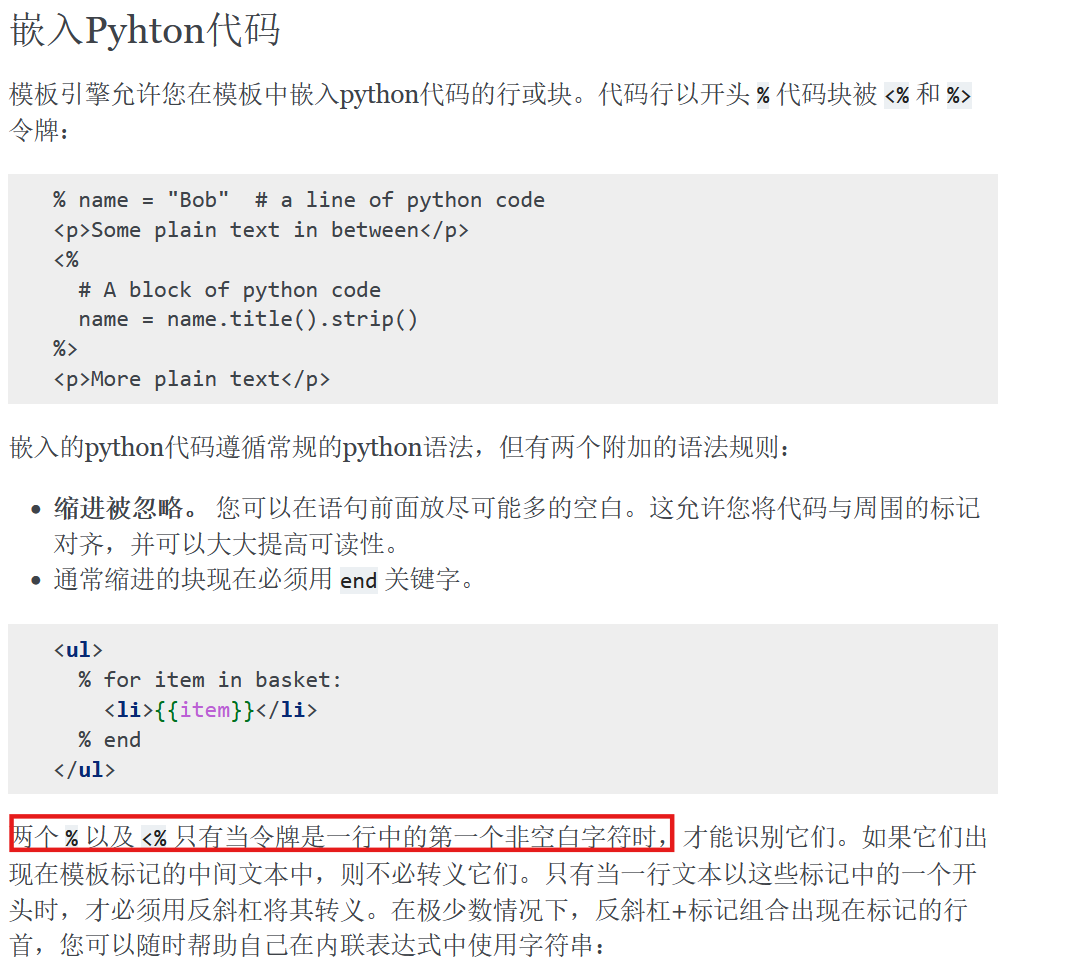 嵌入Pyhton代码
模板引擎允许您在模板中嵌入python代码的行或块。代码行以开头 % 代码块被 <% 和 %>
令牌：
% name = "Bob"  # a line of python code
<p>Some plain text in between</p>
<%
  # A block of python code
  name = name.title().strip()
%>
<p>More plain text</p>
嵌入的python代码遵循常规的python语法，但有两个附加的语法规则：
• 缩进被忽略。 您可以在语句前面放尽可能多的空白。这允许您将代码与周围的标记
对齐，并可以大大提高可读性。
• 通常缩进的块现在必须用 end 关键字。
<ul>
  % for item in basket:
    <li>{{item}}</li>
  % end
</ul>
两个 % 以及 <% 只有当令牌是一行中的第一个非空白字符时，才能识别它们。如果它们出
现在模板标记的中间文本中，则不必转义它们。只有当一行文本以这些标记中的一个开
头时，才必须用反斜杠将其转义。在极少数情况下，反斜杠+标记组合出现在标记的行
首，您可以随时帮助自己在内联表达式中使用字符串：